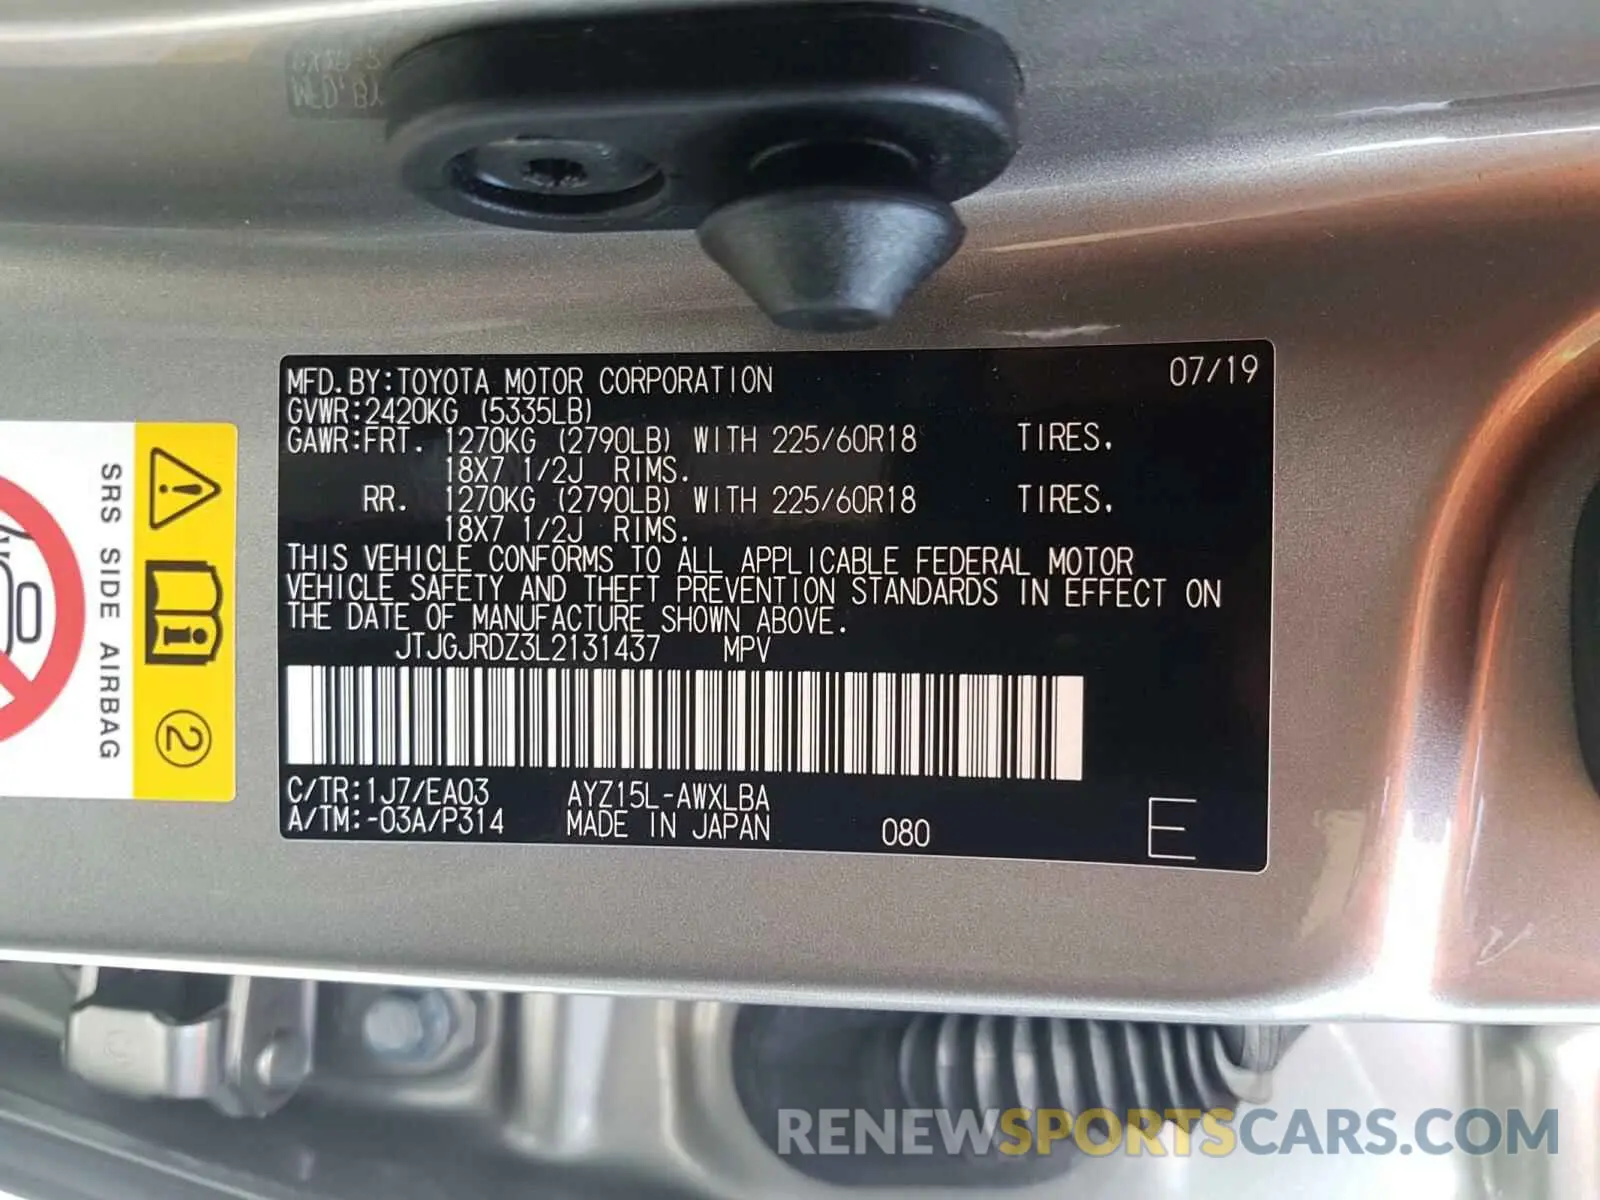 MFD.BY:TOYOTA MOTOR CORPORATION 07/19
GVWR:2420KG (5335LB)
GAWR:FRT. 1270KG (2790LB) WITH 225/60R18 TIRES.
18X7 1/2J RIMS.
RR. 1270KG (2790LB) WITH 225/60R18 TIRES.
18X7 1/2J RIMS.
THIS VEHICLE CONFORMS TO ALL APPLICABLE FEDERAL MOTOR
VEHICLE SAFETY AND THEFT PREVENTION STANDARDS IN EFFECT ON
THE DATE OF MANUFACTURE SHOWN ABOVE.
JTJGJRDZ3L2131437 MPV
C/TR:1J7/EA03 AYZ15L-AWXLBA
A/TM:-03A/P314 MADE IN JAPAN 080 E
SRS SIDE AIRBAG
2
RENEWSPORTSCARS.COM